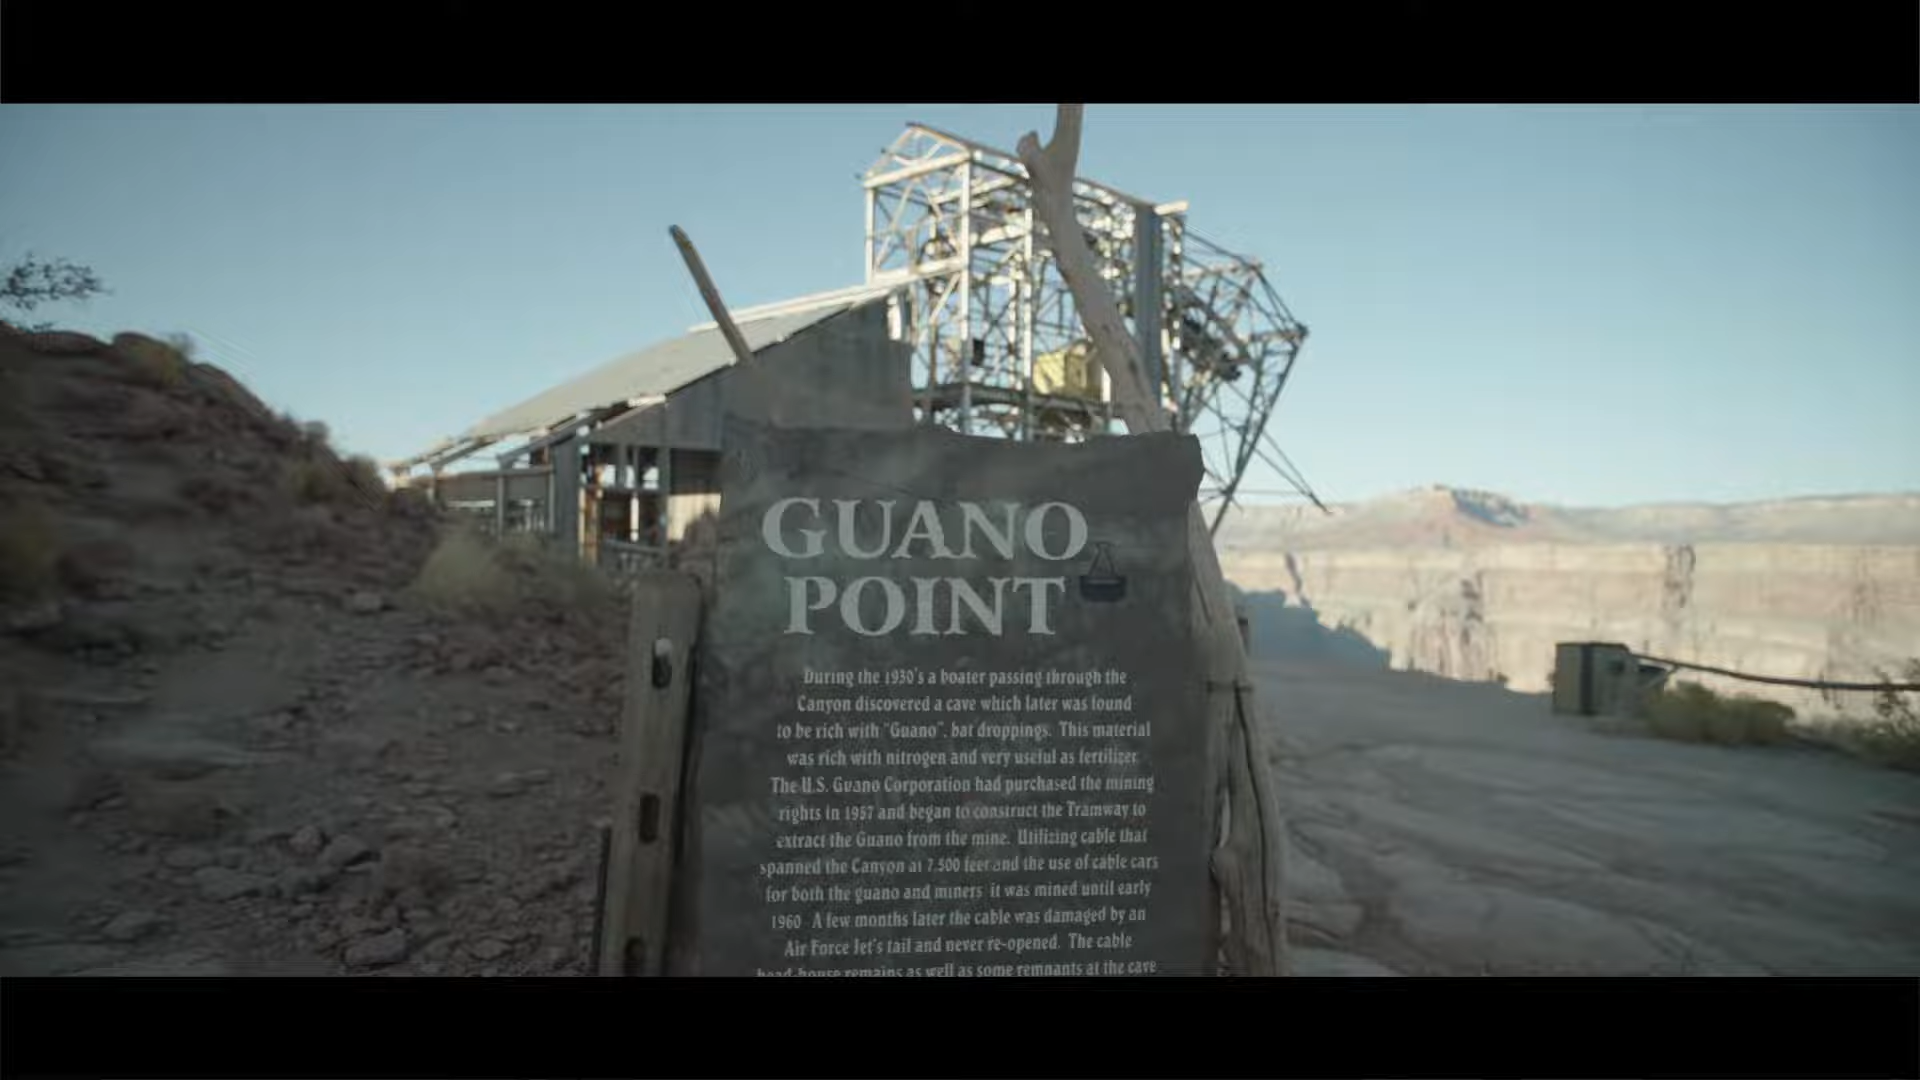 GUANO
POINT
During the 1930's a boater passing through the
Canyon discovered a cave which later was found
to be rich with "Guano", bat droppings. This material
was rich with nitrogen and very useful as fertilizer.
The U.S. Guano Corporation had purchased the mining
rights in 1957 and began to construct the Tramway to
extract the Guano from the mine. Utilizing cable that
spanned the Canyon at 7,500 feet and the use of cable cars
for both the guano and miners it was mined until early
1960 A few months later the cable was damaged by an
Air Force Jet's tail and never re-opened. The cable
head-house remains as well as some remnants at the cave